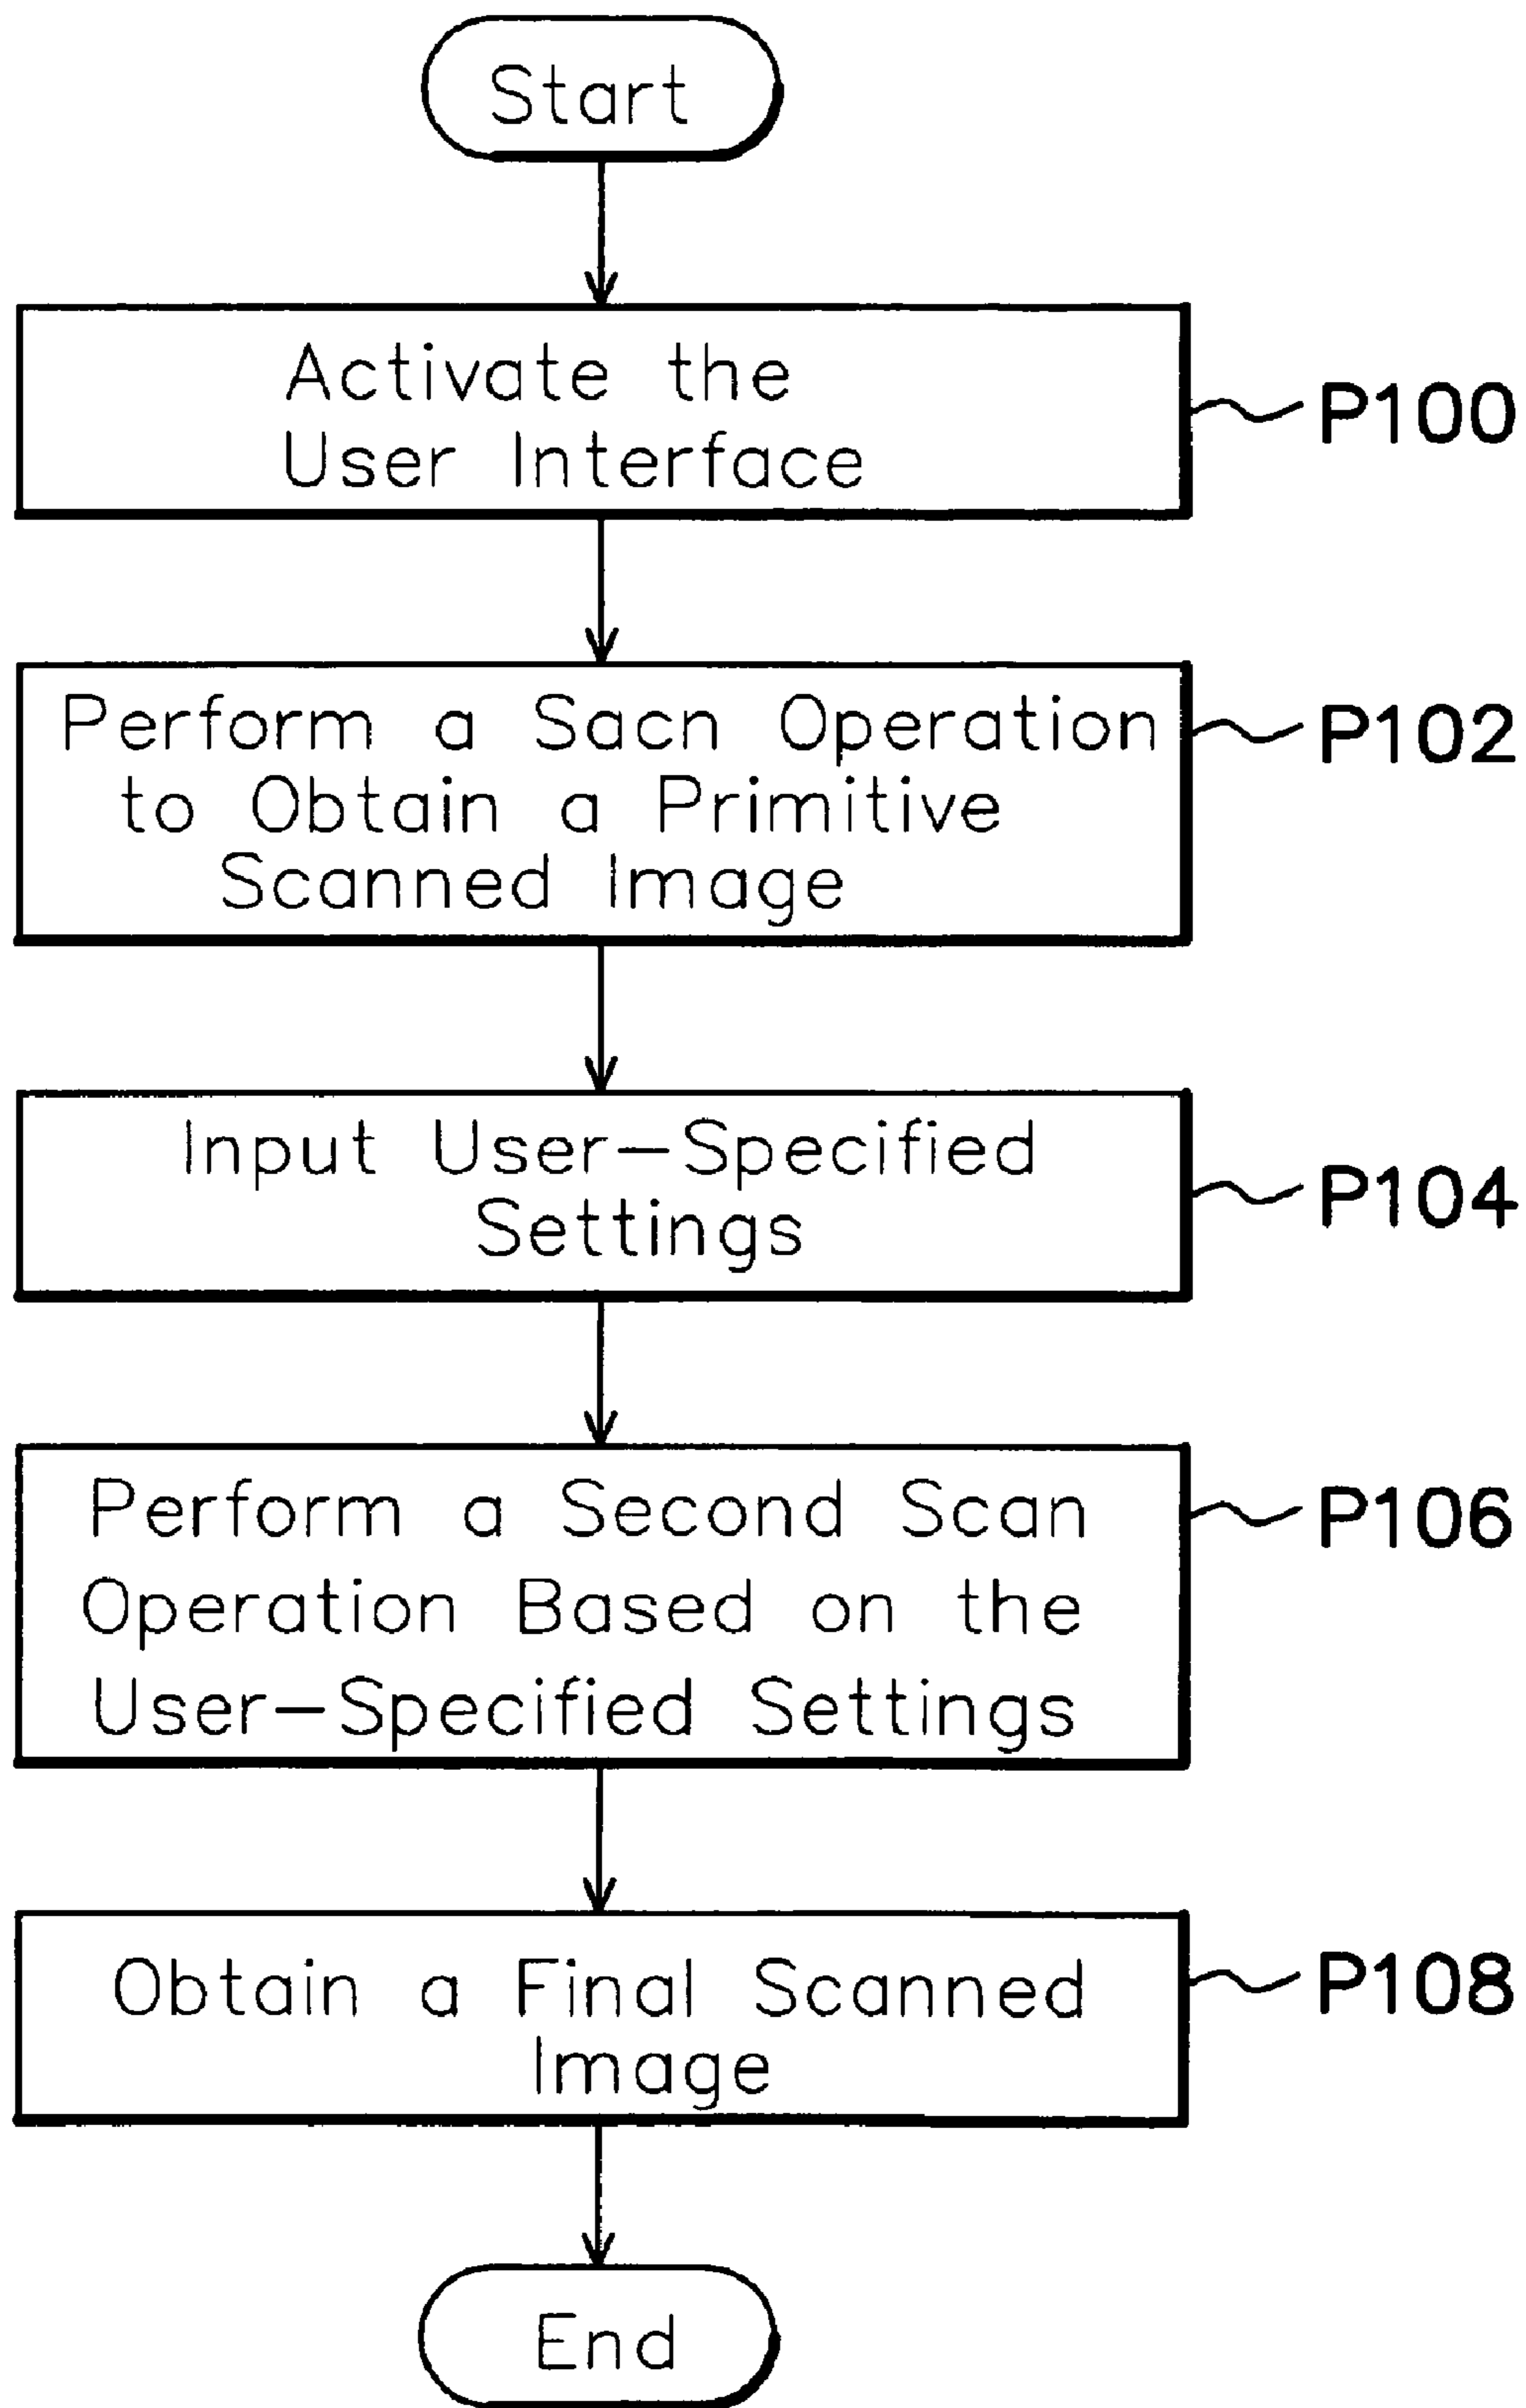 Start
Activate the
User Interface
P100
Perform a Sacn Operation
to Obtain a Primitive
Scanned Image
P102
Input User-Specified
Settings
P104
Perform a Second Scan
Operation Based on the
User-Specified Settings
P106
Obtain a Final Scanned
Image
P108
End